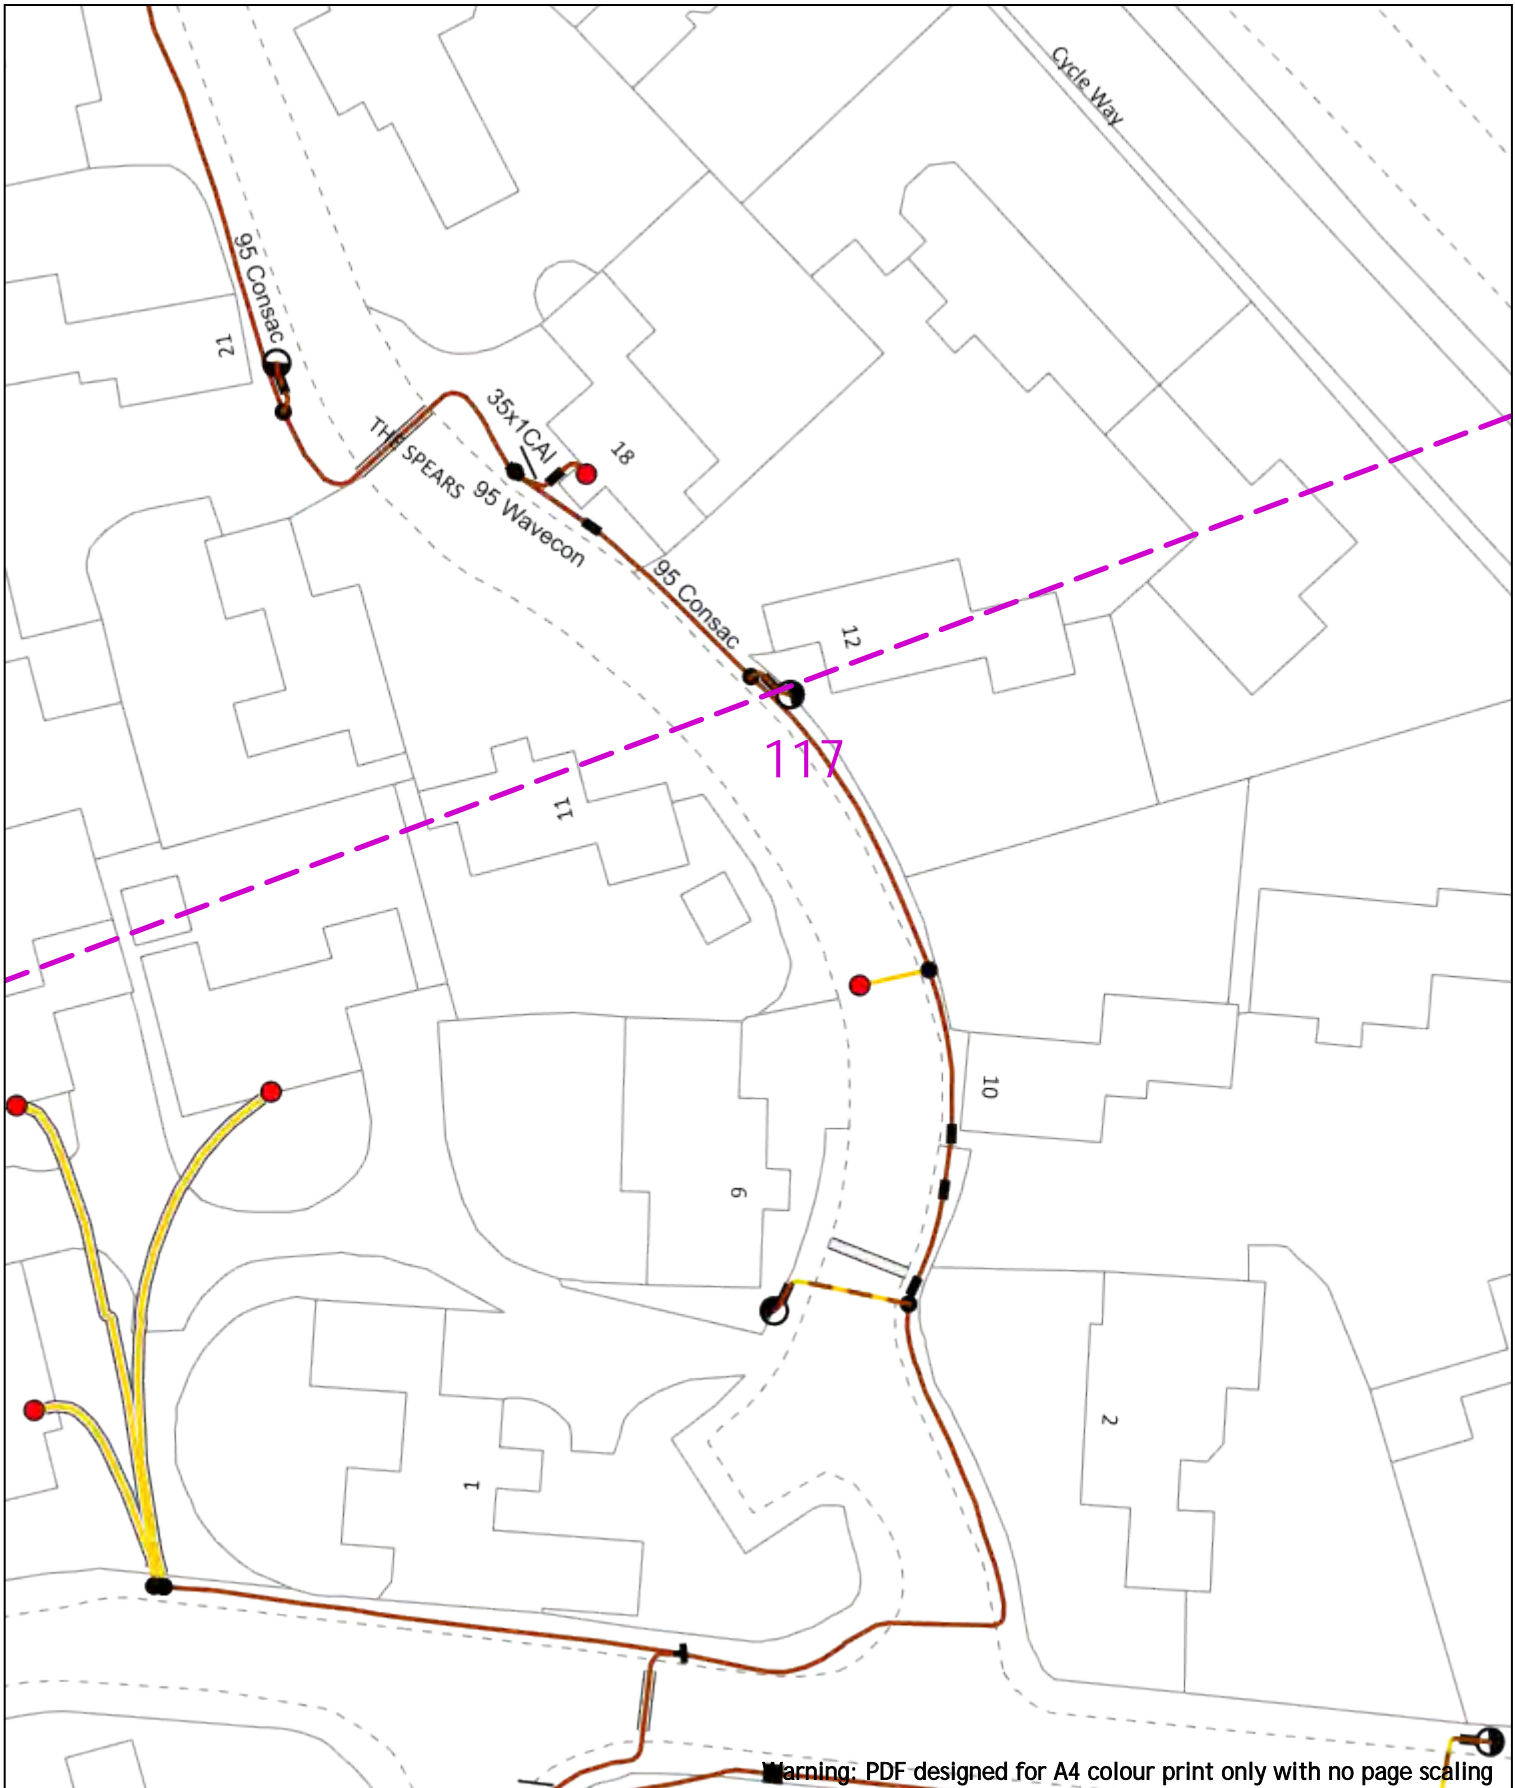 Cycle Way
95 Consac
21
THE SPEARS
35x1CAI
18
95 Wavecon
95 Consac
12
117
11
10
6
2
1
Warning: PDF designed for A4 colour print only with no page scaling